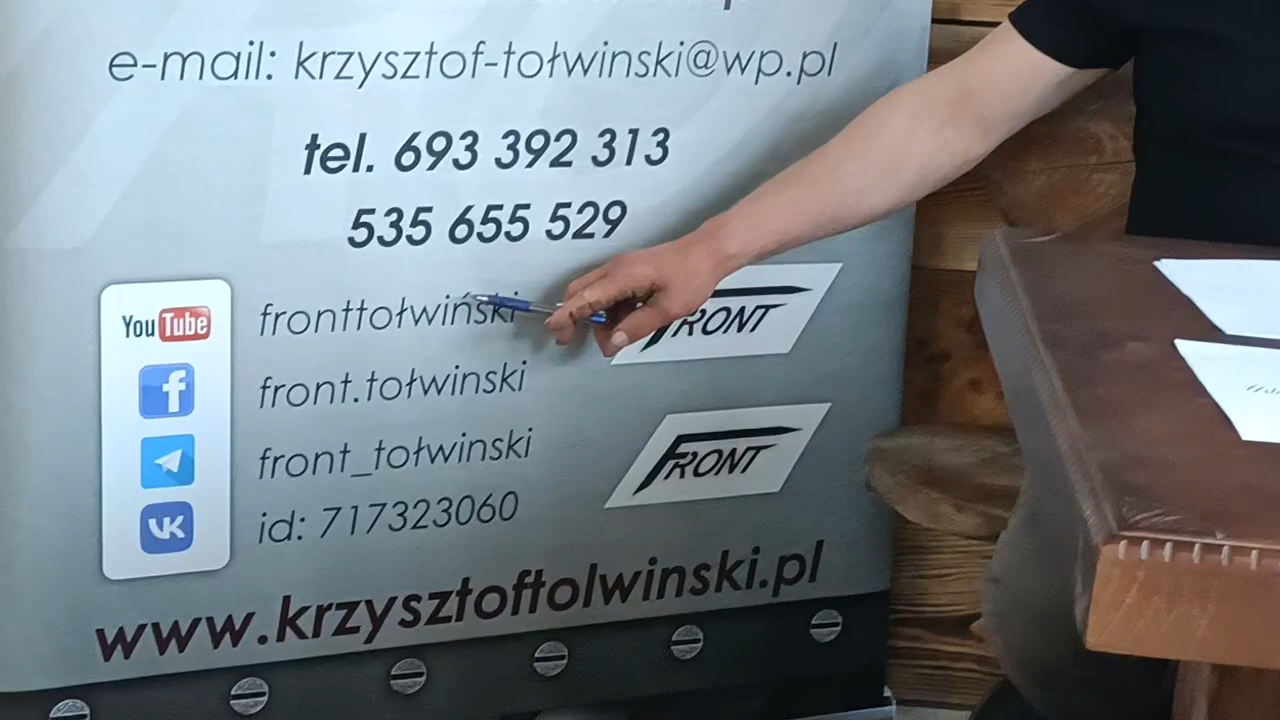 e-mail: krzysztof-tołwinski@wp.pl
tel. 693 392 313
535 655 529
YouTube fronttołwiński
FRONT
f front.tołwinski
front_tołwinski
FRONT
id: 717323060
www.krzysztoftolwinski.pl